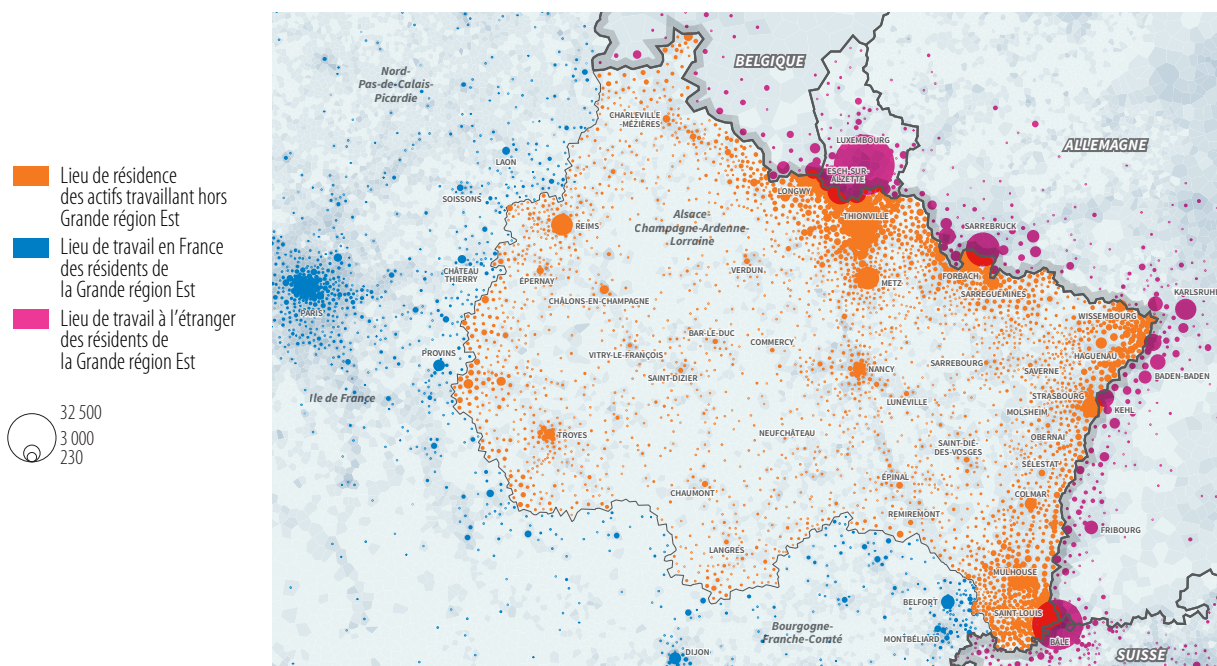 Lieu de résidence
des actifs travaillant hors
Grande région Est
Lieu de travail en France
des résidents de
la Grande région Est
Lieu de travail à l'étranger
des résidents de
la Grande région Est
32 500
3 000
230
Nord-
Pas-de-Calais-
Picardie
BELGIQUE
ALLEMAGNE
CHARLEVILLE
-MÉZIÈRES
LUXEMBOURG
LAON
ESCH-SUR-
ALZETTE
SOISSONS
LONGWY
Alsace-
Champagne-Ardenne-
Lorraine
THIONVILLE
REIMS
SARREBRUCK
CHÂTEAU
THIERRY
ÉPERNAY
VERDUN
METZ
FORBACH
SARREGUEMINES
KARLSRUHE
CHÂLONS-EN-CHAMPAGNE
PARIS
WISSEMBOURG
BAR-LE-DUC
COMMERCY
PROVINS
VITRY-LE-FRANÇOIS
HAGUENAU
SARREBOURG
SAVERNE
NANCY
SAINT-DIZIER
BADEN-BADEN
Ile de France
LUNÉVILLE
STRASBOURG
MOLSHEIM
KEHL
TROYES
NEUFCHÂTEAU
OBERNAI
SAINT-DIÉ-
DES-VOSGES
SÉLESTAT
ÉPINAL
CHAUMONT
COLMAR
REMIREMONT
FRIBOURG
LANGRES
MULHOUSE
BELFORT
SAINT-LOUIS
Bourgogne-
Franche-Comté
MONTBÉLIARD
BÂLE
DIJON
SUISSE